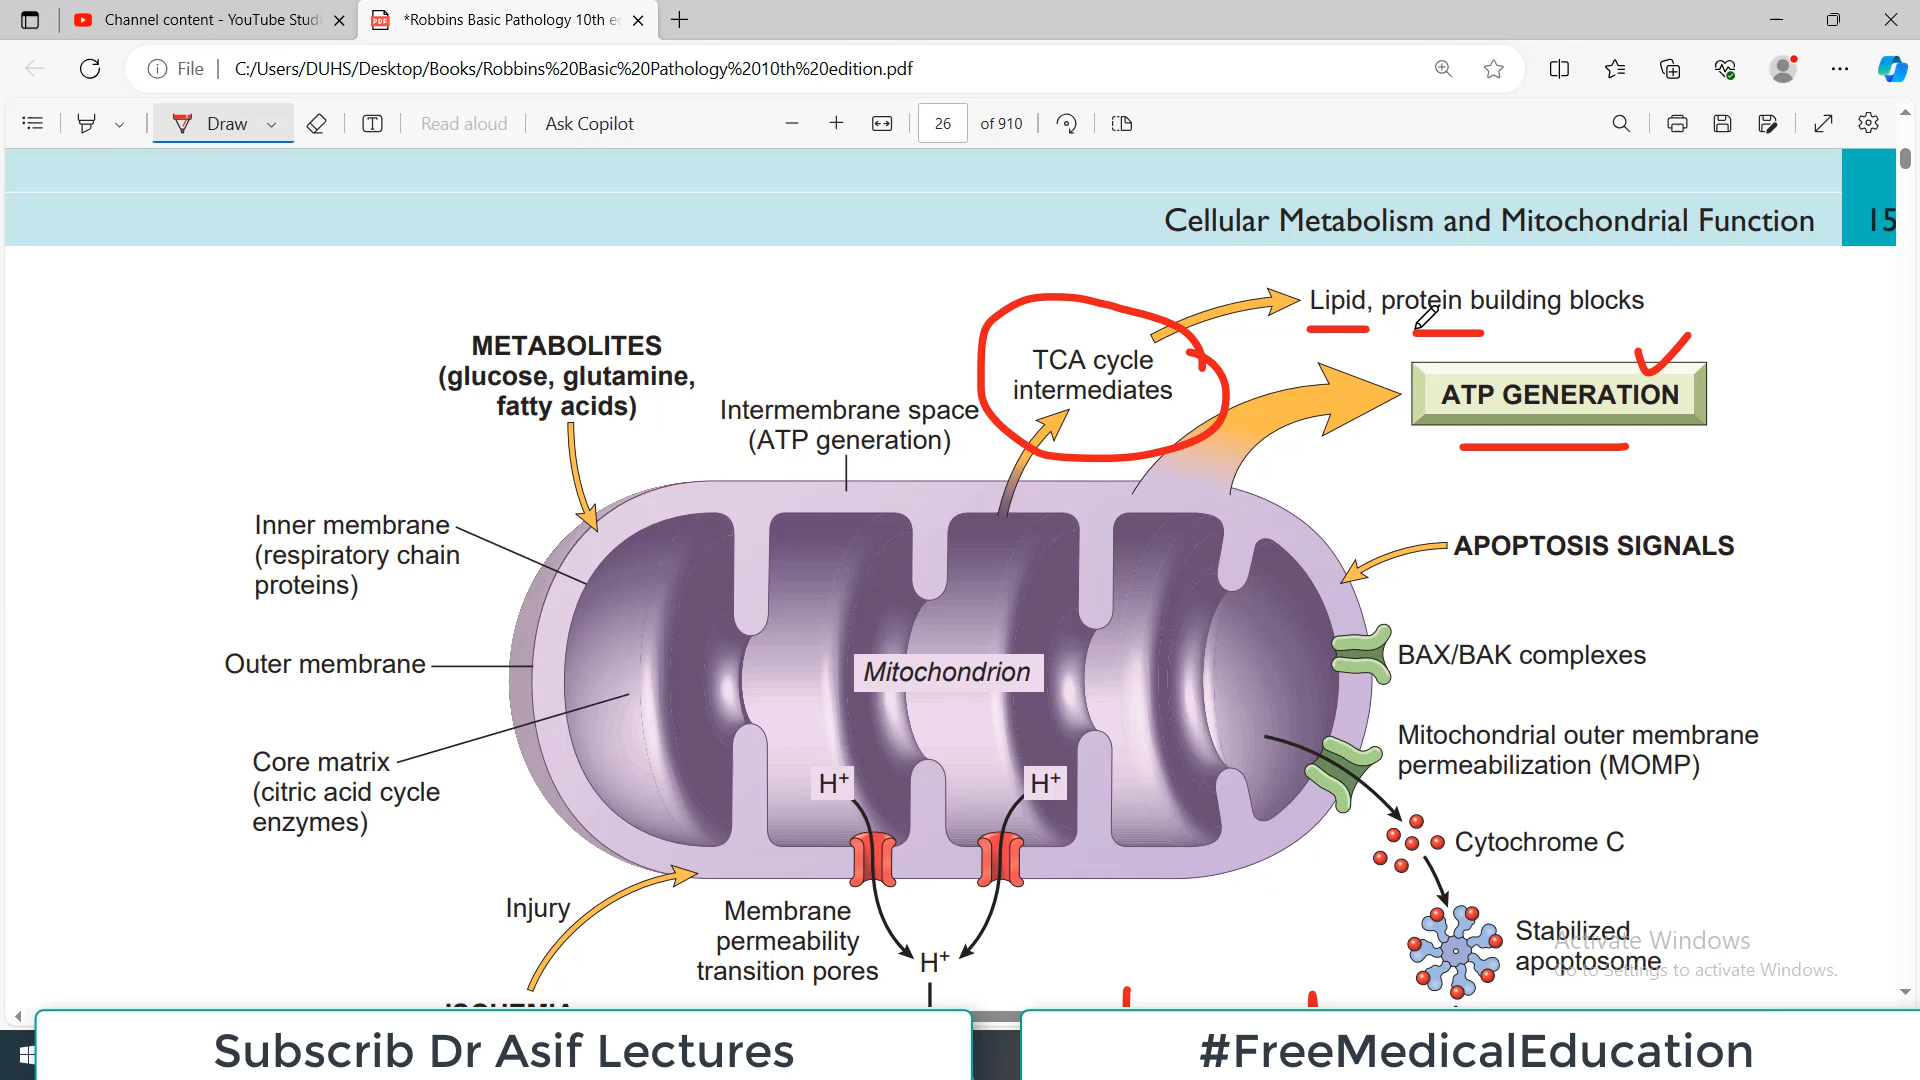 Channel content - YouTube Studi
*Robbins Basic Pathology 10th ed
File
C:/Users/DUHS/Desktop/Books/Robbins%20Basic%20Pathology%2010th%20edition.pdf
Draw
Read aloud
Ask Copilot
26
of 910
Cellular Metabolism and Mitochondrial Function
15
Lipid, protein building blocks
METABOLITES
(glucose, glutamine,
fatty acids)
TCA cycle
intermediates
ATP GENERATION
Intermembrane space
(ATP generation)
Inner membrane
(respiratory chain
proteins)
APOPTOSIS SIGNALS
Outer membrane
Mitochondrion
BAX/BAK complexes
Mitochondrial outer membrane
permeabilization (MOMP)
Core matrix
(citric acid cycle
enzymes)
H+
H+
Cytochrome C
Injury
Membrane
permeability
transition pores
H+
Stabilized
apoptosome
Activate Windows
Go to Settings to activate Windows.
ISCHEMIA
Subscrib Dr Asif Lectures
#FreeMedicalEducation